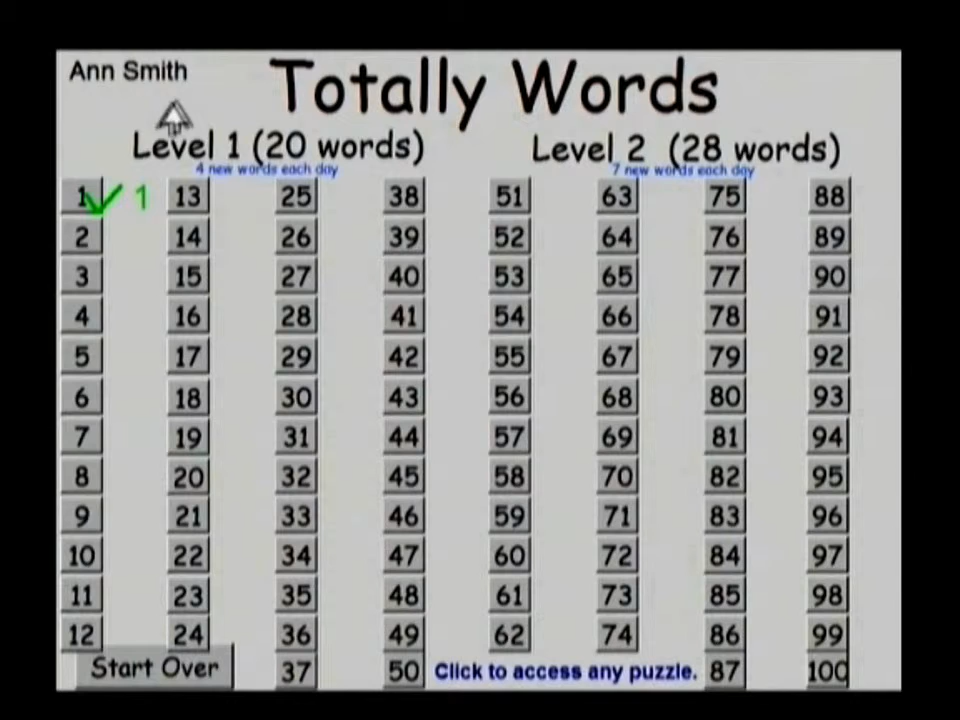 Ann Smith
Totally Words
Level 1 (20 words) Level 2 (28 words)
4 new words each day 7 new words each day
1 1 13 25 38 51 63 75 88
2 14 26 39 52 64 76 89
3 15 27 40 53 65 77 90
4 16 28 41 54 66 78 91
5 17 29 42 55 67 79 92
6 18 30 43 56 68 80 93
7 19 31 44 57 69 81 94
8 20 32 45 58 70 82 95
9 21 33 46 59 71 83 96
10 22 34 47 60 72 84 97
11 23 35 48 61 73 85 98
12 24 36 49 62 74 86 99
Start Over 37 50 Click to access any puzzle. 87 100